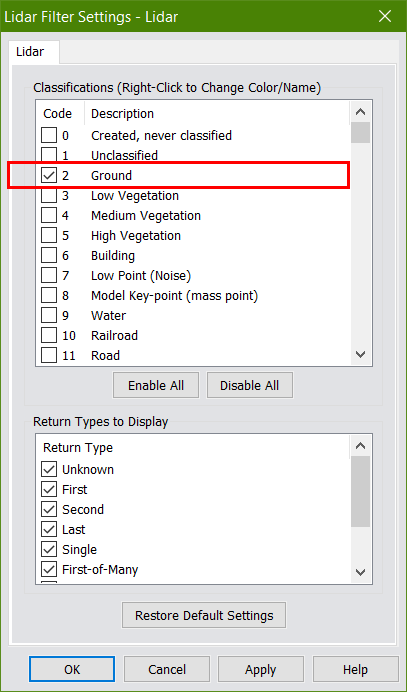 Lidar Filter Settings - Lidar
Lidar
Classifications (Right-Click to Change Color/Name)
Code Description
0 Created, never classified
1 Unclassified
2 Ground
3 Low Vegetation
4 Medium Vegetation
5 High Vegetation
6 Building
7 Low Point (Noise)
8 Model Key-point (mass point)
9 Water
10 Railroad
11 Road
Enable All Disable All
Return Types to Display
Return Type
Unknown
First
Second
Last
Single
First-of-Many
Restore Default Settings
OK Cancel Apply Help